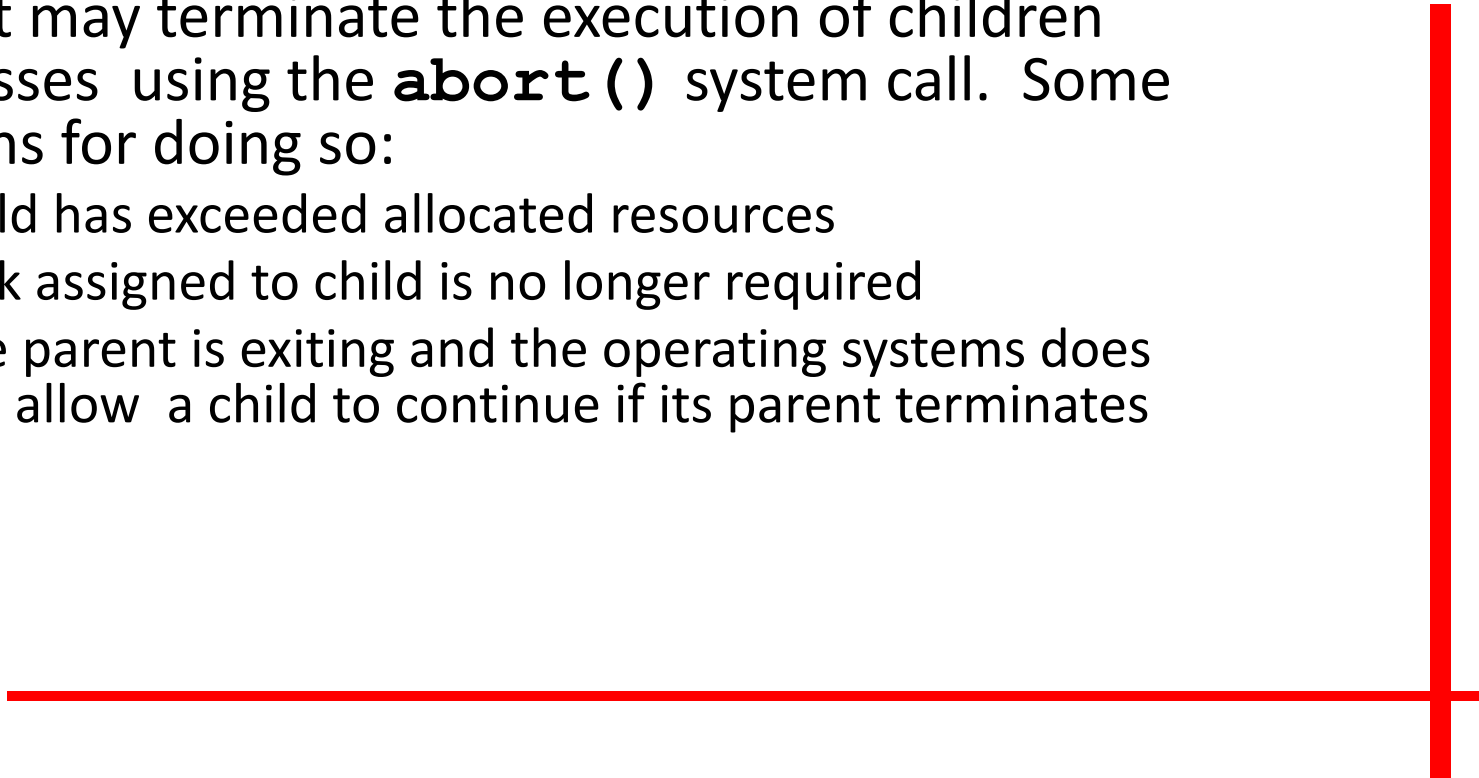 t may terminate the execution of children
sses using the abort() system call. Some
ns for doing so:
ld has exceeded allocated resources
k assigned to child is no longer required
e parent is exiting and the operating systems does
allow a child to continue if its parent terminates